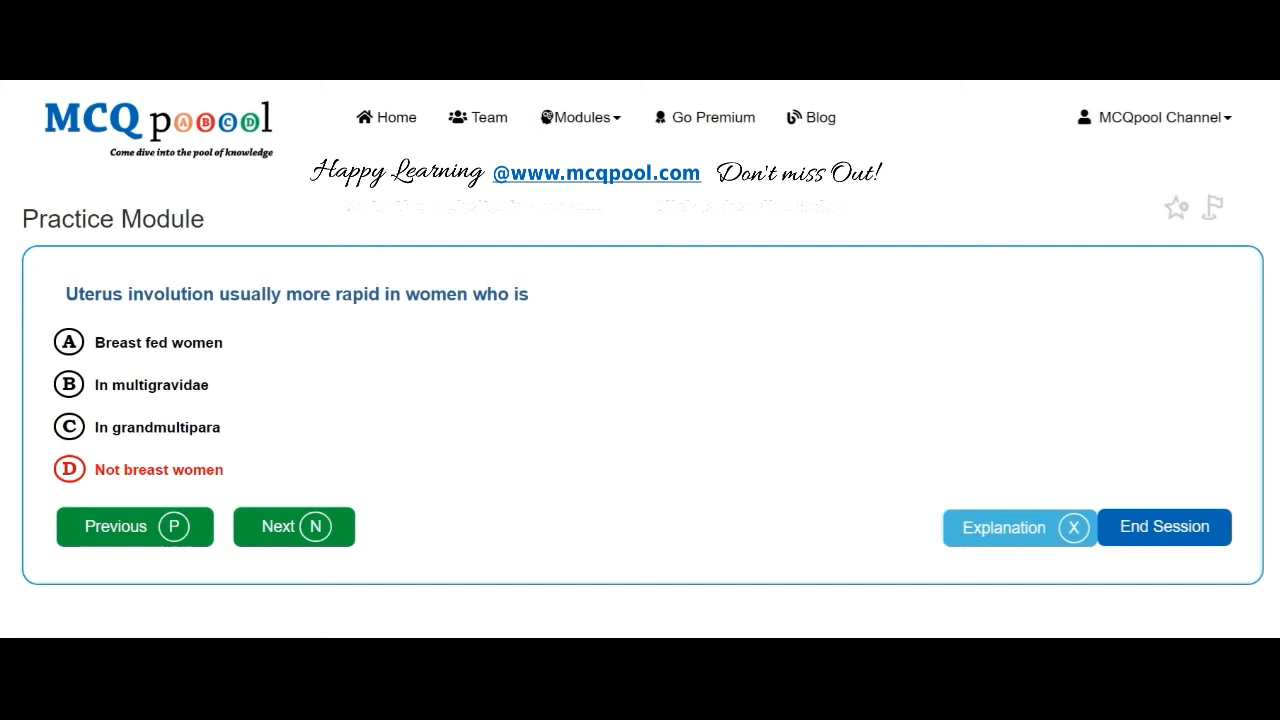 MCQ pooool
Come dive into the pool of knowledge
Home Team Modules Go Premium Blog MCQpool Channel
Happy Learning @www.mcqpool.com Don't miss Out!
Practice Module
Uterus involution usually more rapid in women who is
A Breast fed women
B In multigravidae
C In grandmultipara
D Not breast women
Previous P Next N Explanation X End Session